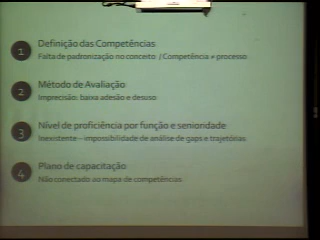 1 Definição das Competências
Falta de padronização no conceito / Competência ≠ processo
2 Método de Avaliação
Imprecisão: baixa adesão e desuso
3 Nível de proficiência por função e senioridade
Inexistente – impossibilidade de análise de gaps e trajetórias
4 Plano de capacitação
Não conectado ao mapa de competências